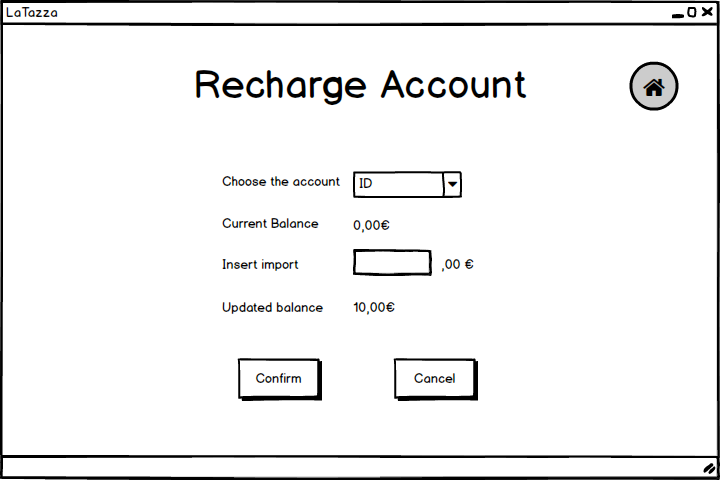 LaTazza
Recharge Account
Choose the account ID
Current Balance 0,00€
Insert import ,00 €
Updated balance 10,00€
Confirm Cancel